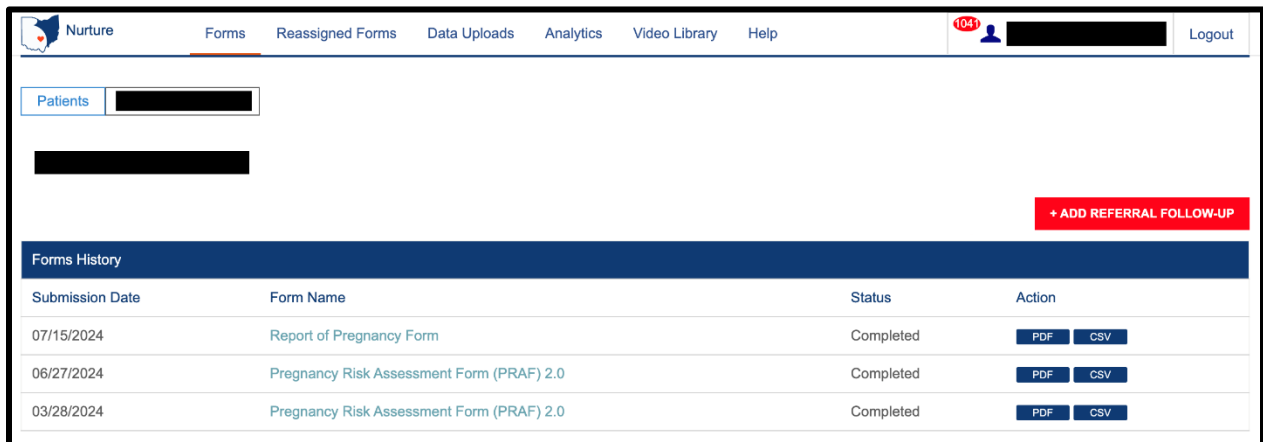 Nurture Forms Reassigned Forms Data Uploads Analytics Video Library Help 1041 Logout
Patients
+ ADD REFERRAL FOLLOW-UP
Forms History
Submission Date Form Name Status Action
07/15/2024 Report of Pregnancy Form Completed PDF CSV
06/27/2024 Pregnancy Risk Assessment Form (PRAF) 2.0 Completed PDF CSV
03/28/2024 Pregnancy Risk Assessment Form (PRAF) 2.0 Completed PDF CSV